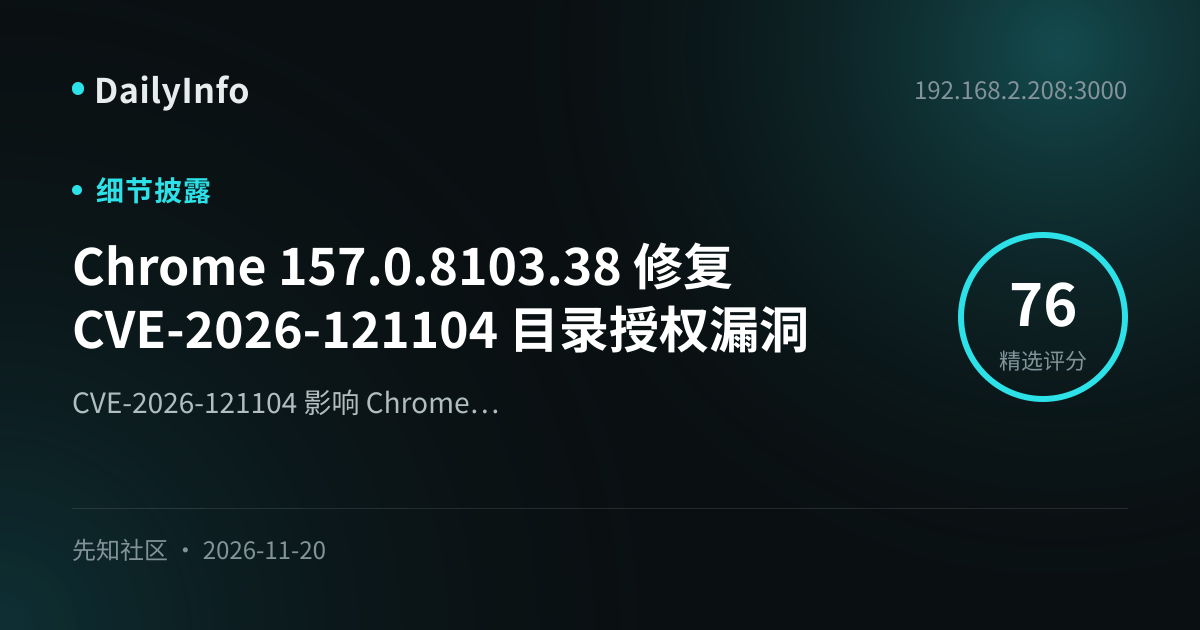 DailyInfo
192.168.2.208:3000
细节披露
Chrome 157.0.8103.38 修复
CVE-2026-121104 目录授权漏洞
76
精选评分
CVE-2026-121104 影响 Chrome…
先知社区 · 2026-11-20